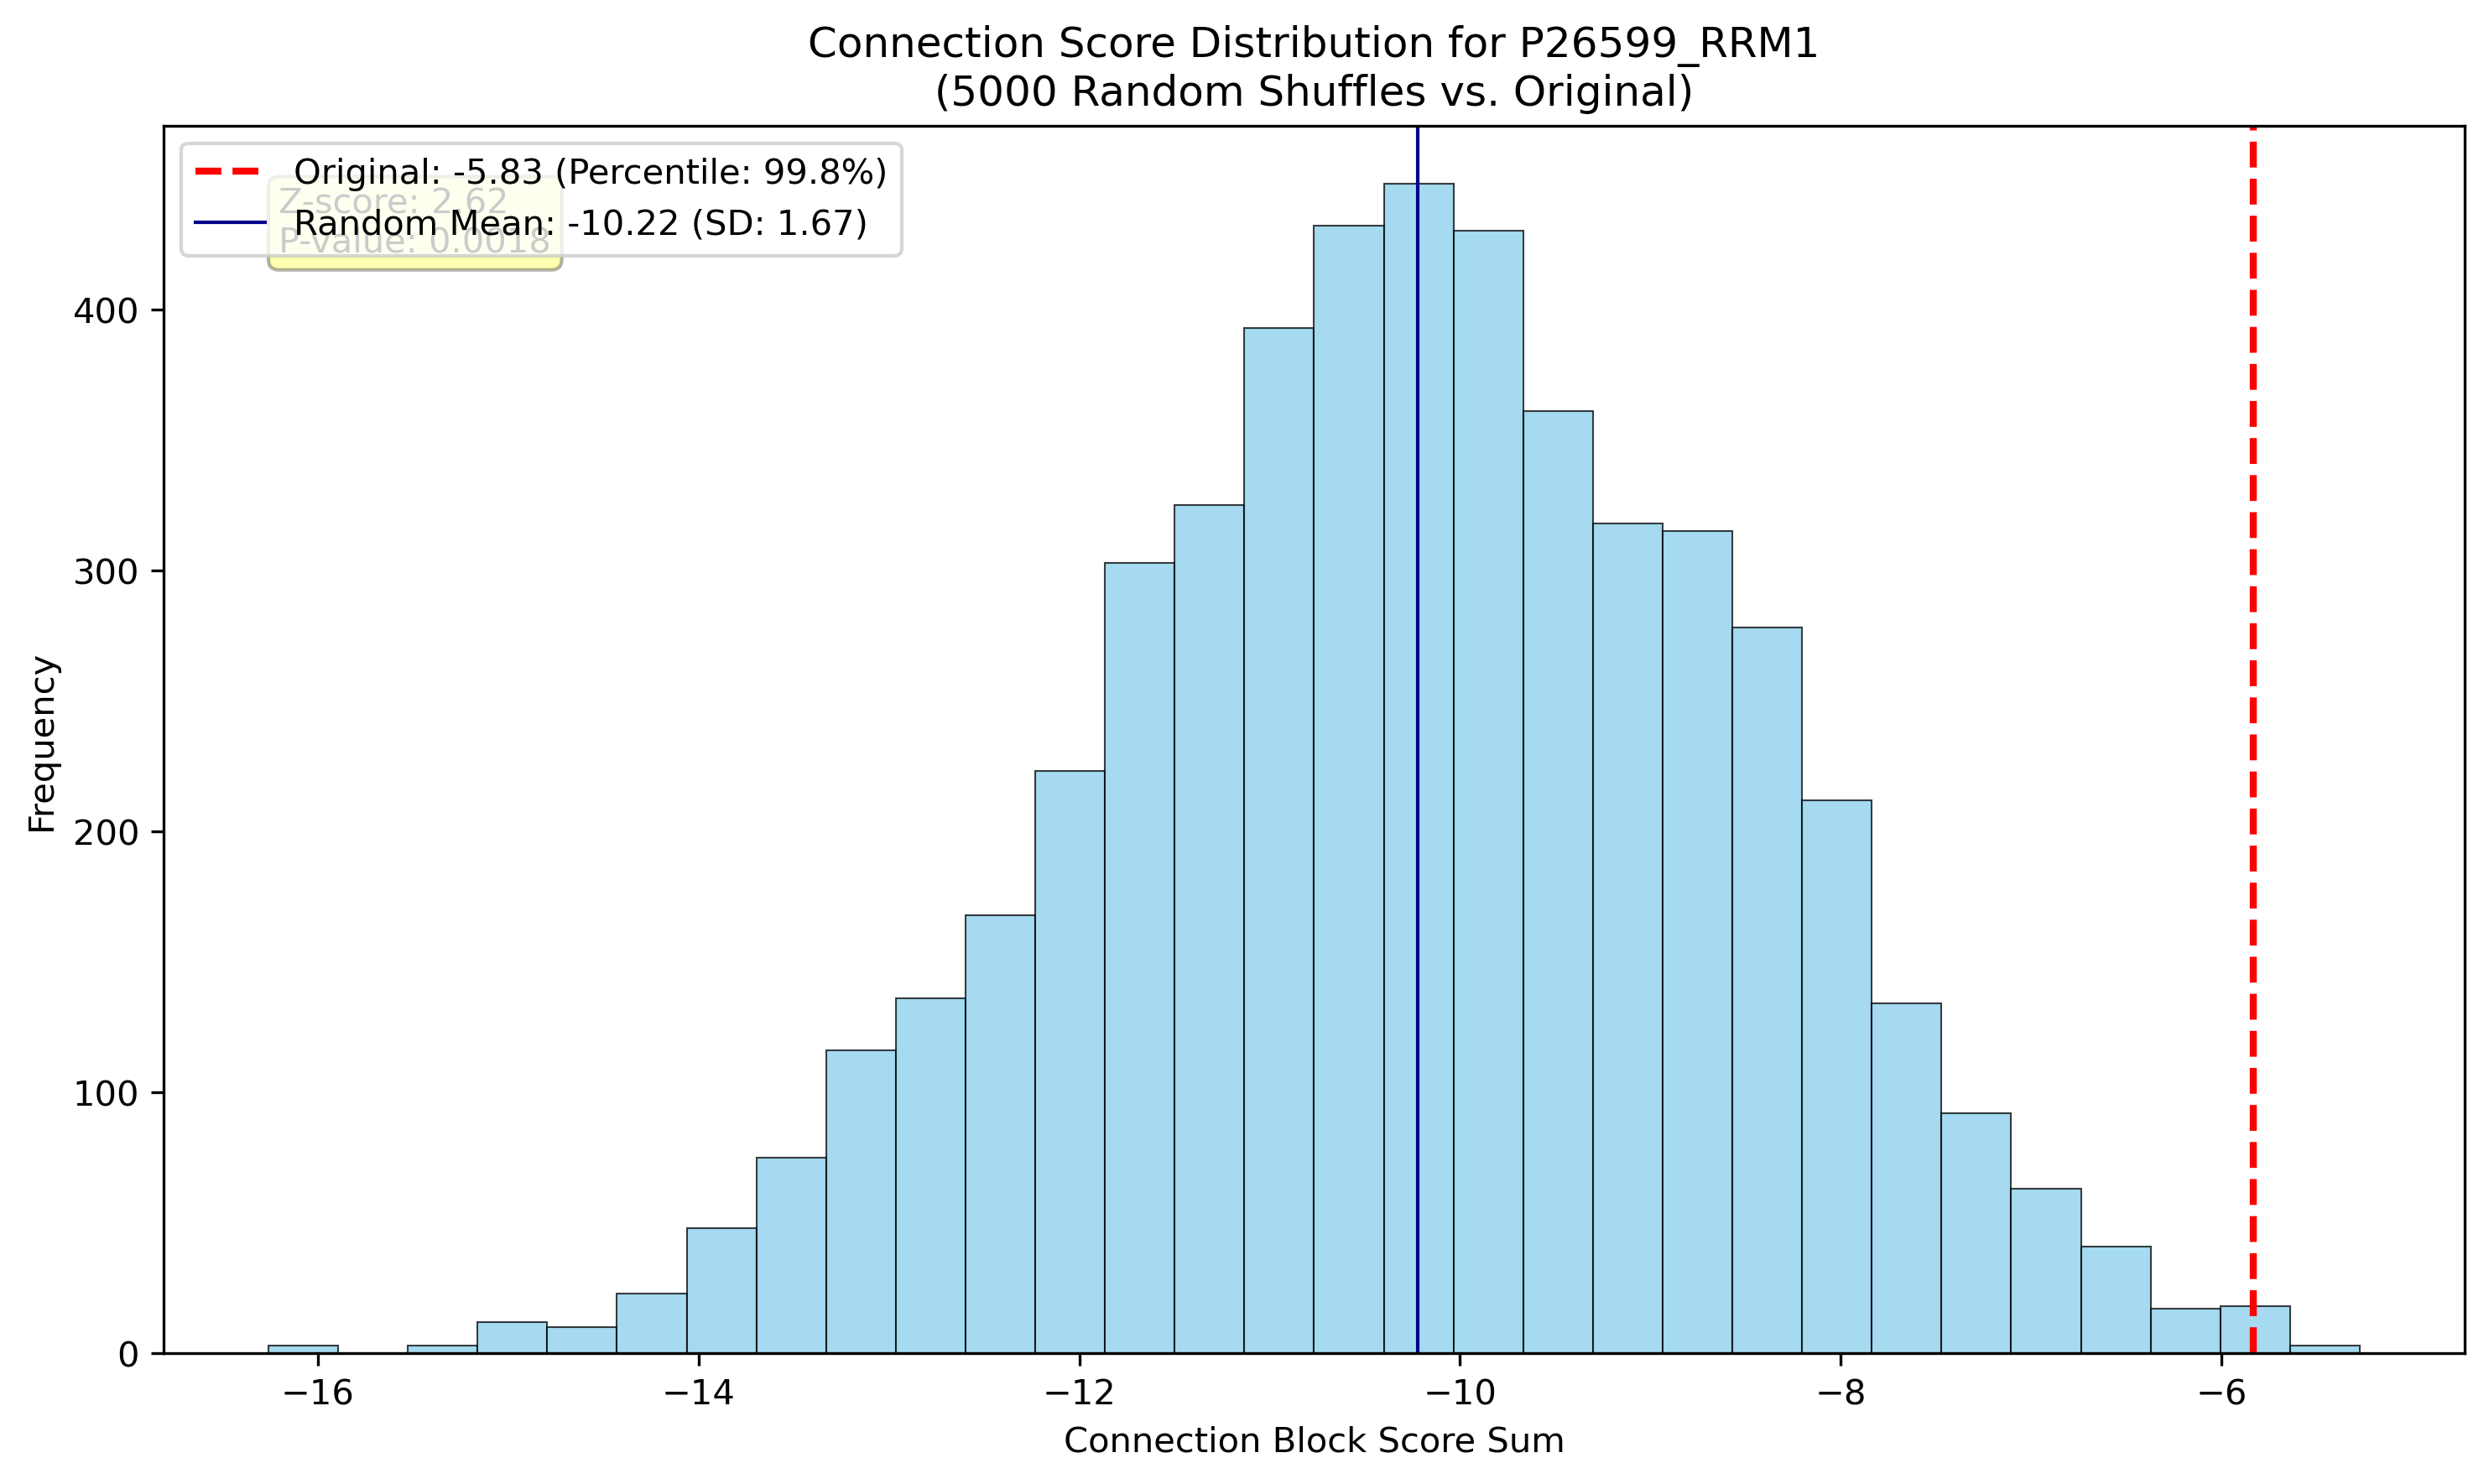 Connection Score Distribution for P26599_RRM1
(5000 Random Shuffles vs. Original)
Original: -5.83 (Percentile: 99.8%)
Z-score: 2.62
Random Mean: -10.22 (SD: 1.67)
P-value: 0.0018
400
300
200
100
0
Frequency
−16
−14
−12
−10
−8
−6
Connection Block Score Sum